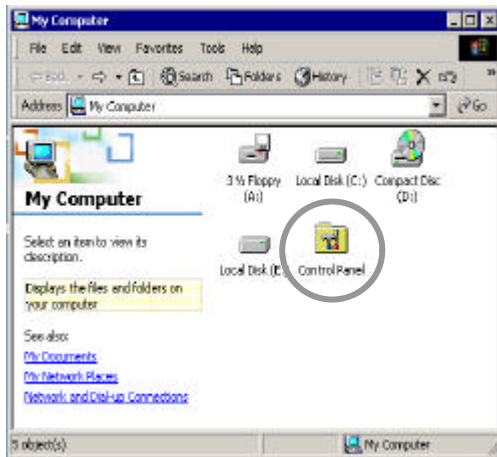 My Computer
File Edit View Favorites Tools Help
Back Search Folders History
Address My Computer Go
My Computer
Select an item to view its
description.
Displays the files and folders on
your computer
See also:
My Documents
My Network Places
Network and Dial-up Connections
3½ Floppy
(A:)
Local Disk (C:)
Compact Disc
(D:)
Local Disk (E
Control Panel
5 object(s) My Computer